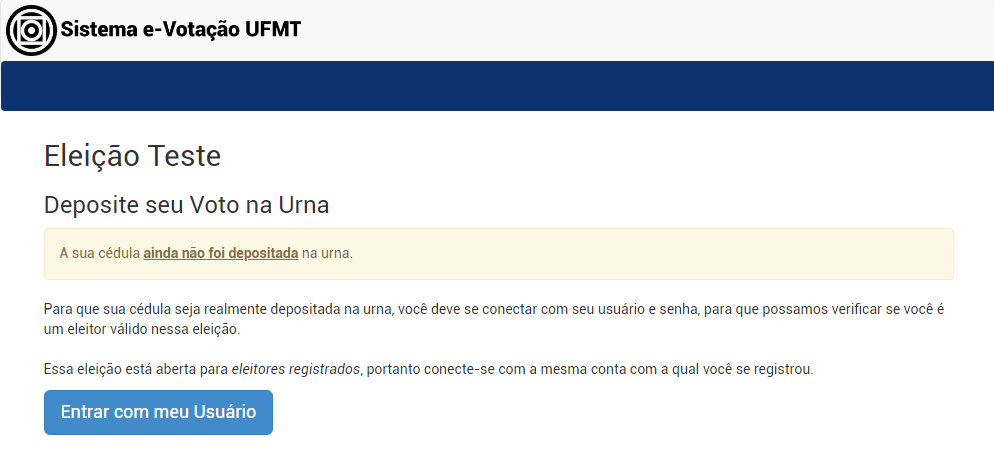 Sistema e-Votação UFMT
Eleição Teste
Deposite seu Voto na Urna
A sua cédula ainda não foi depositada na urna.
Para que sua cédula seja realmente depositada na urna, você deve se conectar com seu usuário e senha, para que possamos verificar se você é
um eleitor válido nessa eleição.
Essa eleição está aberta para eleitores registrados, portanto conecte-se com a mesma conta com a qual você se registrou.
Entrar com meu Usuário